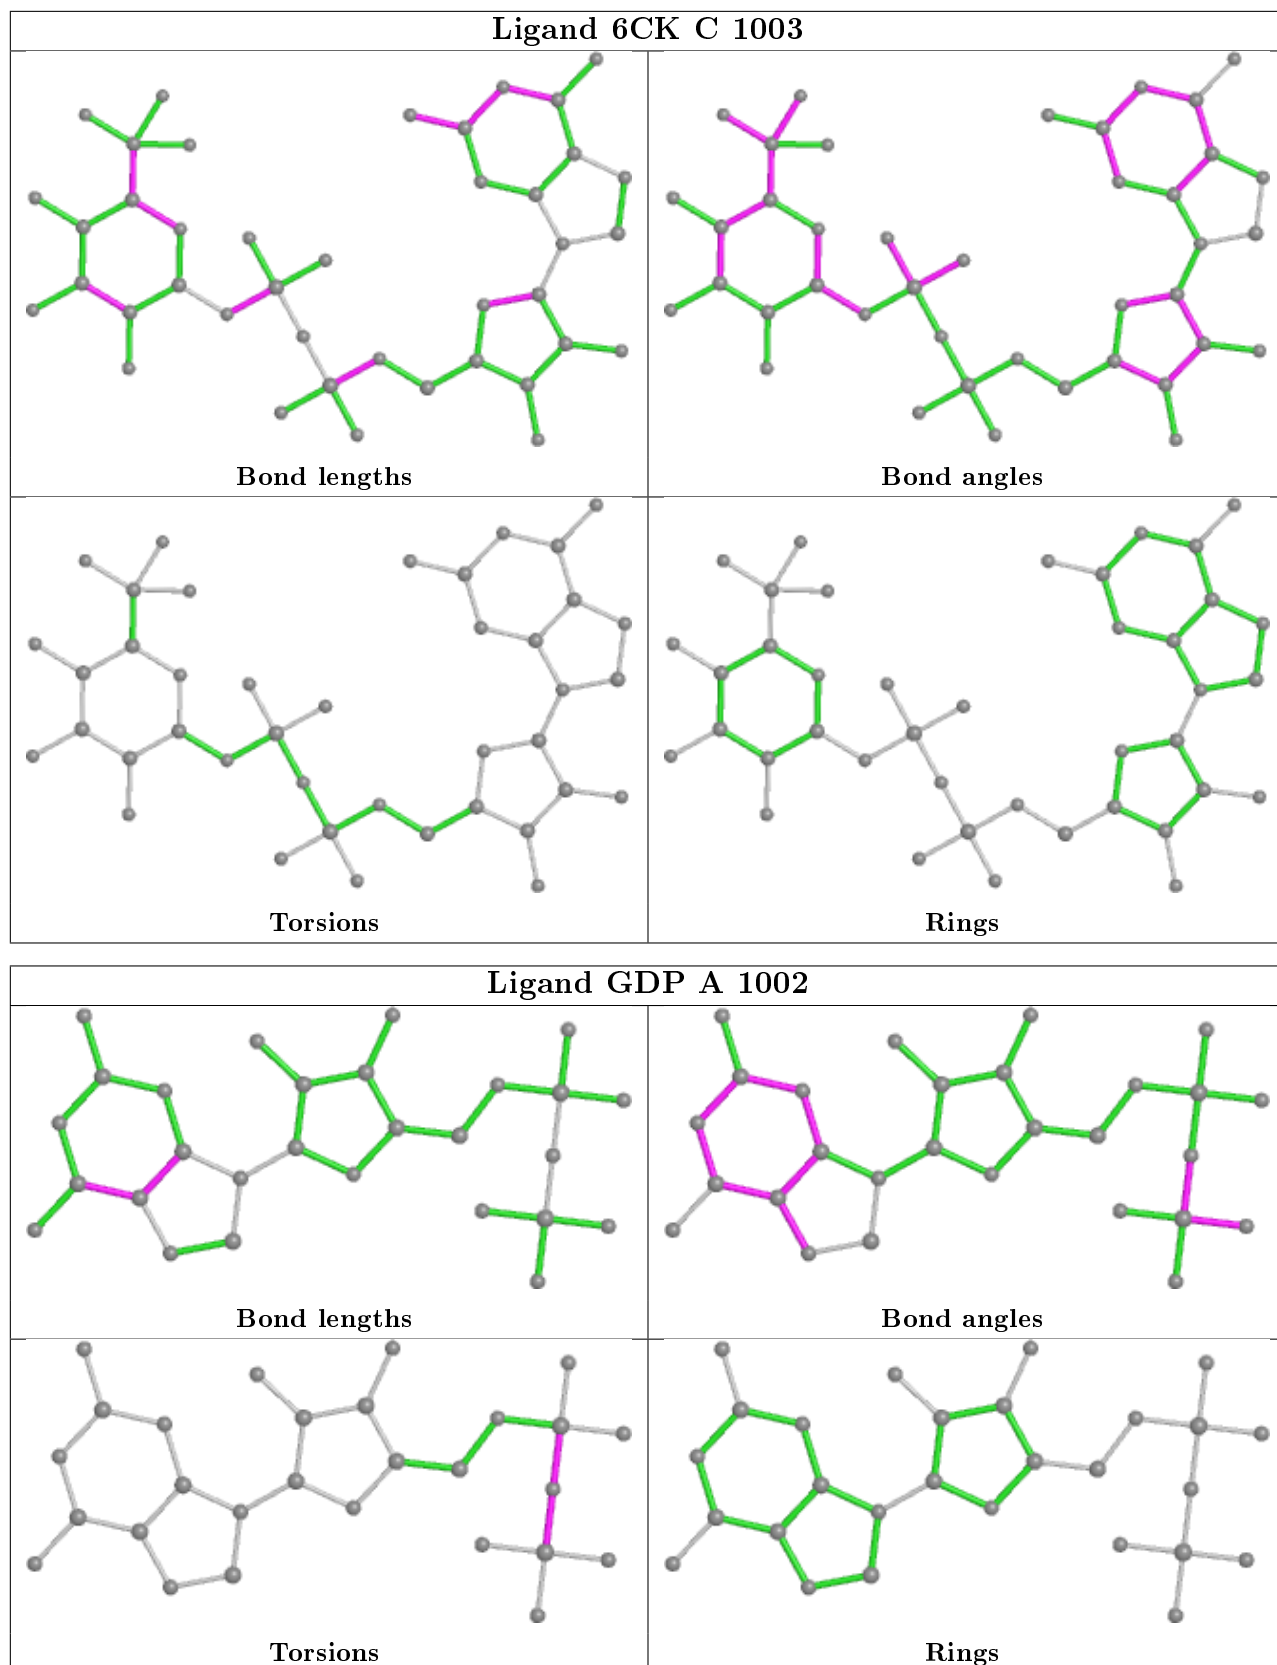 Ligand 6CK C 1003
Bond lengths
Bond angles
Torsions
Rings
Ligand GDP A 1002
Bond lengths
Bond angles
Torsions
Rings